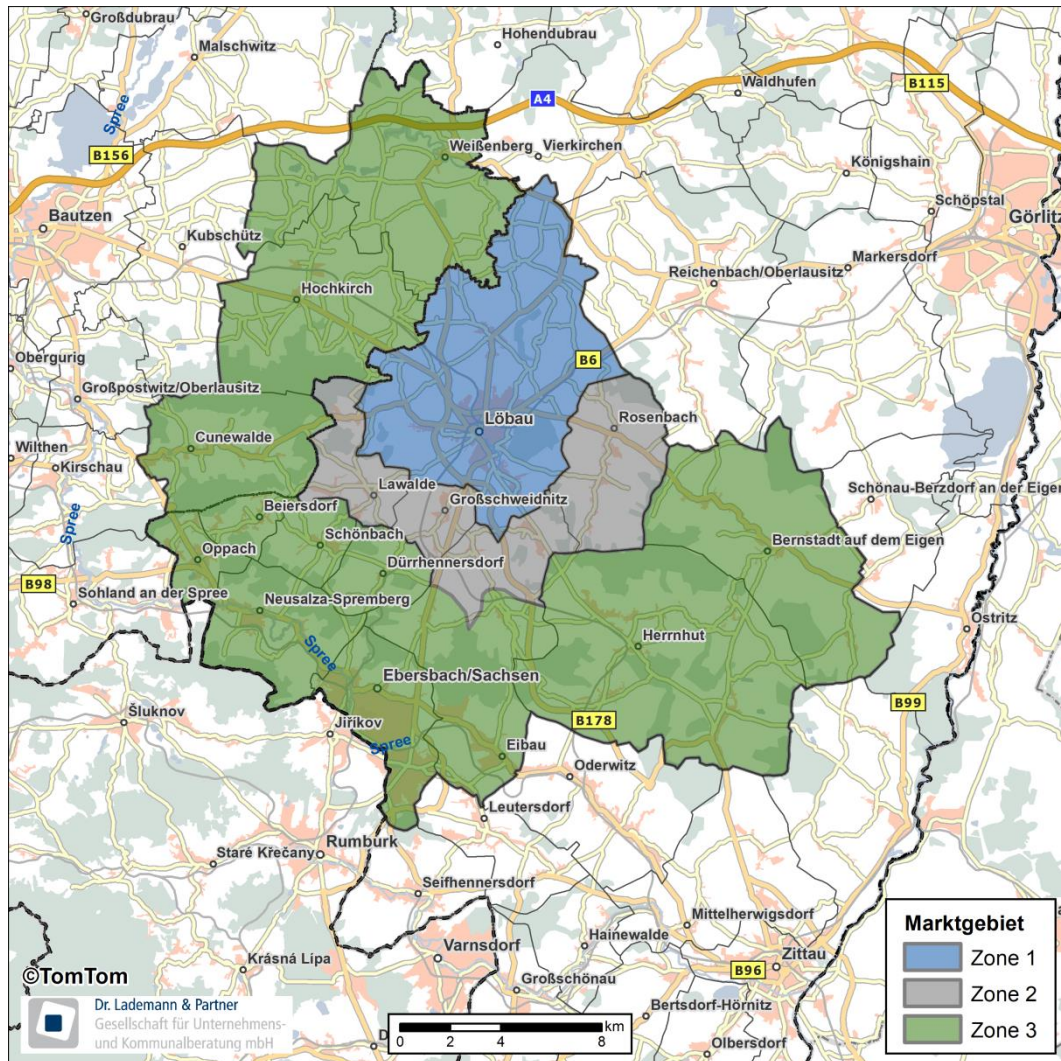 Großdubrau
Malschwitz
Hohendubrau
Waldhufen
B115
A4
Spree
B156
Weißenberg
Vierkirchen
Königshain
Schöpstal
Bautzen
Görlitz
Kubschütz
Markersdorf
Reichenbach/Oberlausitz
Hochkirch
B6
Obergurig
Großpostwitz/Oberlausitz
Rosenbach
Löbau
Cunewalde
Wilthen
Kirschau
Lawalde
Großschweidnitz
Schönau-Berzdorf an der Eigen
Spree
Beiersdorf
Schönbach
Bernstadt auf dem Eigen
Oppach
Dürrhennersdorf
B98
Sohland an der Spree
Neusalza-Spremberg
Ostritz
Spree
Herrnhut
Ebersbach/Sachsen
B99
Šluknov
B178
Jiříkov
Spree
Eibau
Oderwitz
Leutersdorf
Rumburk
Staré Křečany
Seifhennersdorf
Mittelherwigsdorf
Hainewalde
Varnsdorf
Krásná Lípa
Zittau
B96
Großschönau
Bertsdorf-Hörnitz
Olbersdorf
D
Marktgebiet
Zone 1
Zone 2
Zone 3
©TomTom
Dr. Lademann & Partner
Gesellschaft für Unternehmens-
und Kommunalberatung mbH
km
0 2 4 8